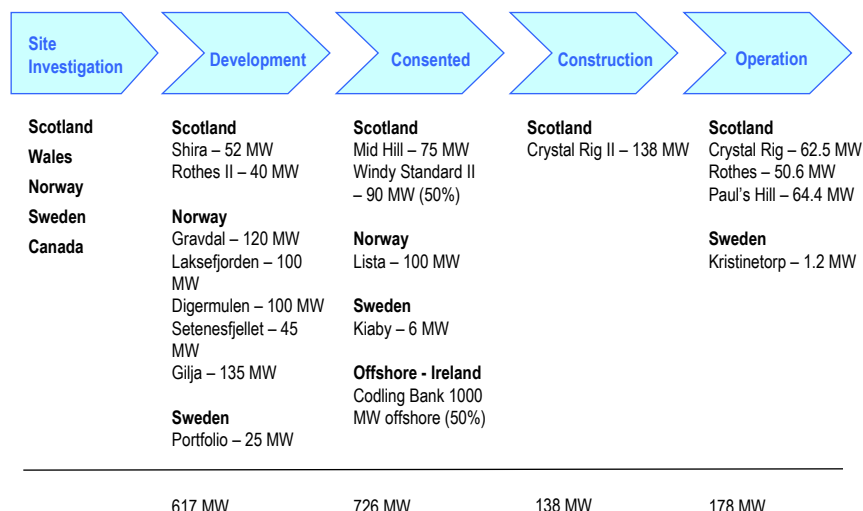 Site
Investigation
Development
Consented
Construction
Operation
Scotland
Wales
Norway
Sweden
Canada
Scotland
Shira – 52 MW
Rothes II – 40 MW
Norway
Gravdal – 120 MW
Laksefjorden – 100
MW
Digermulen – 100 MW
Setenesfjellet – 45
MW
Gilja – 135 MW
Sweden
Portfolio – 25 MW
Scotland
Mid Hill – 75 MW
Windy Standard II
– 90 MW (50%)
Norway
Lista – 100 MW
Sweden
Kiaby – 6 MW
Offshore - Ireland
Codling Bank 1000
MW offshore (50%)
Scotland
Crystal Rig II – 138 MW
Scotland
Crystal Rig – 62.5 MW
Rothes – 50.6 MW
Paul's Hill – 64.4 MW
Sweden
Kristinetorp – 1.2 MW
617 MW
726 MW
138 MW
178 MW